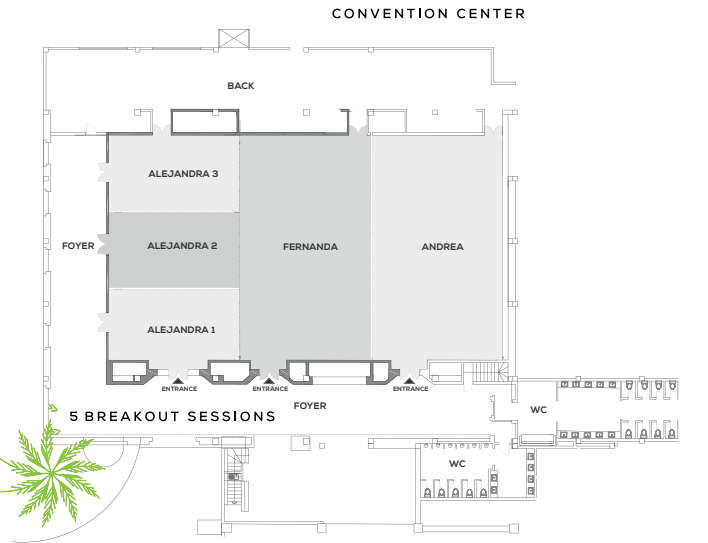 CONVENTION CENTER
BACK
ALEJANDRA 3
FOYER
ALEJANDRA 2
FERNANDA
ANDREA
ALEJANDRA 1
ENTRANCE
ENTRANCE
ENTRANCE
FOYER
WC
5 BREAKOUT SESSIONS
WC